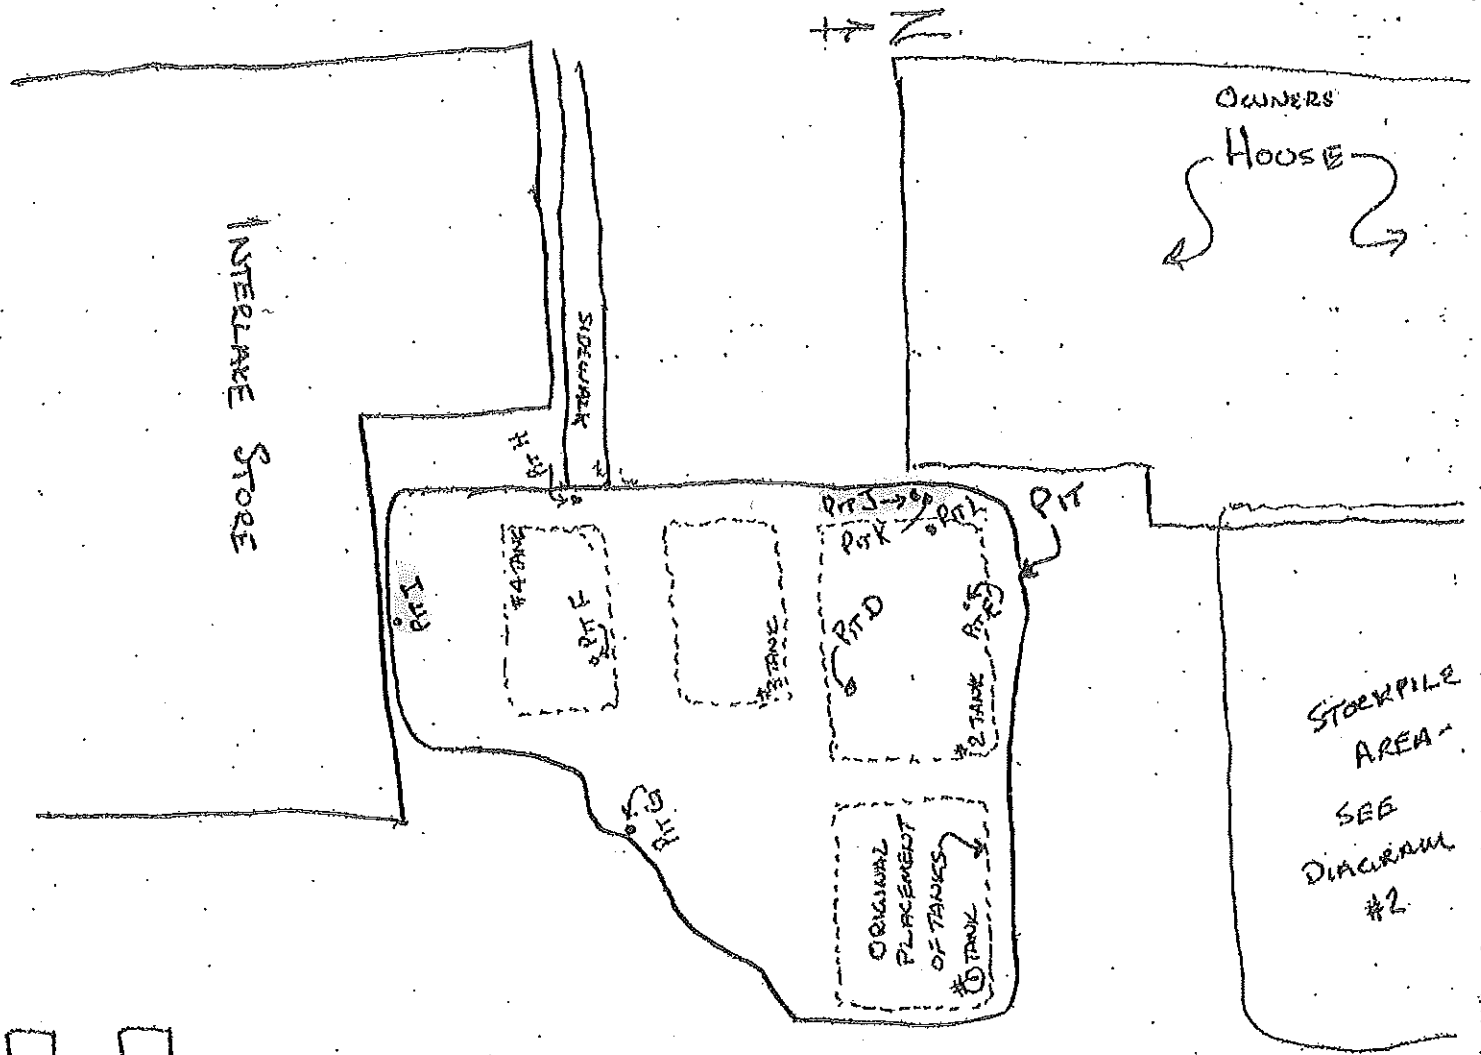 N
OWNERS
HOUSE
INTERLAKE STORE
SIDEWALK
PIT H
PIT J
PIT K
PIT L
PIT
#4 TANK
PIT F
PIT I
#3 TANK
PIT D
PIT E
#2 TANK
PIT G
ORIGINAL
PLACEMENT
OF TANKS
TANK
STOCKPILE
AREA-
SEE
DIAGRAM
#2